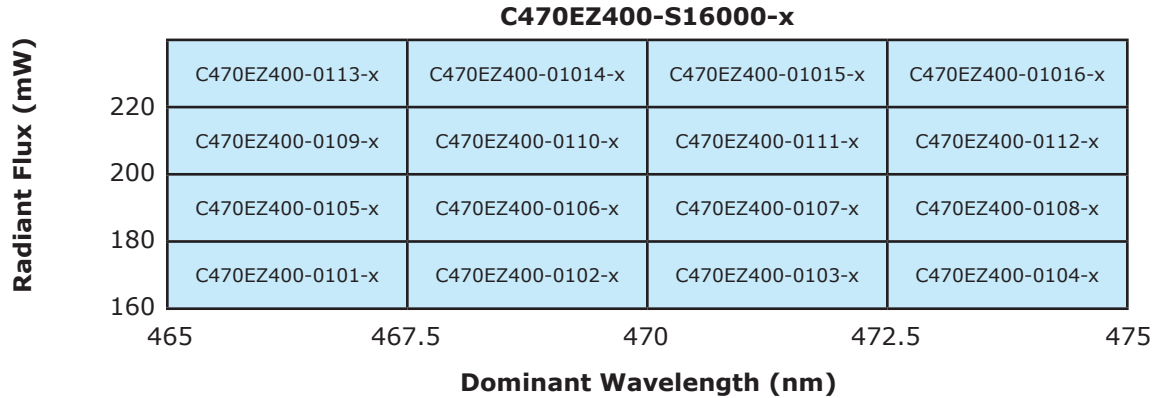 C470EZ400-S16000-x
Radiant Flux (mW)
C470EZ400-0113-x C470EZ400-01014-x C470EZ400-01015-x C470EZ400-01016-x
220
C470EZ400-0109-x C470EZ400-0110-x C470EZ400-0111-x C470EZ400-0112-x
200
C470EZ400-0105-x C470EZ400-0106-x C470EZ400-0107-x C470EZ400-0108-x
180
C470EZ400-0101-x C470EZ400-0102-x C470EZ400-0103-x C470EZ400-0104-x
160
465 467.5 470 472.5 475
Dominant Wavelength (nm)